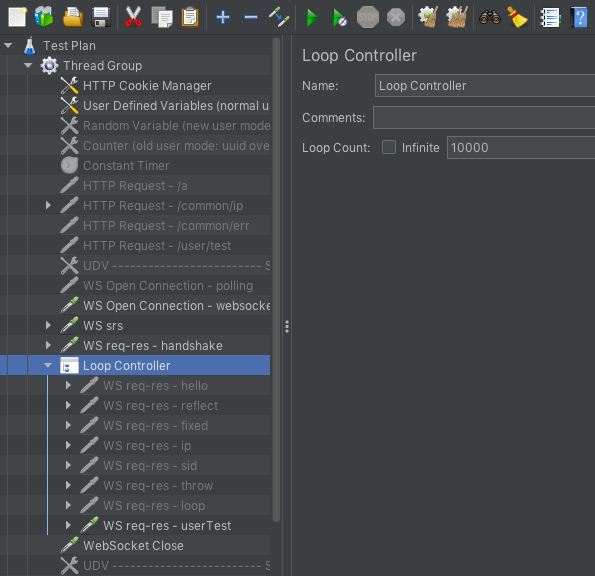 Test Plan
Thread Group
HTTP Cookie Manager
User Defined Variables (normal u
Random Variable (new user mode
Counter (old user mode: uuid ove
Constant Timer
HTTP Request - /a
HTTP Request - /common/ip
HTTP Request - /common/err
HTTP Request - /user/test
UDV ---------------------------- S
WS Open Connection - polling
WS Open Connection - websocke
WS srs
WS req-res - handshake
Loop Controller
WS req-res - hello
WS req-res - reflect
WS req-res - fixed
WS req-res - ip
WS req-res - sid
WS req-res - throw
WS req-res - loop
WS req-res - userTest
WebSocket Close
UDV ---------------------------- S
Loop Controller
Name: Loop Controller
Comments:
Loop Count: Infinite 10000
STOP